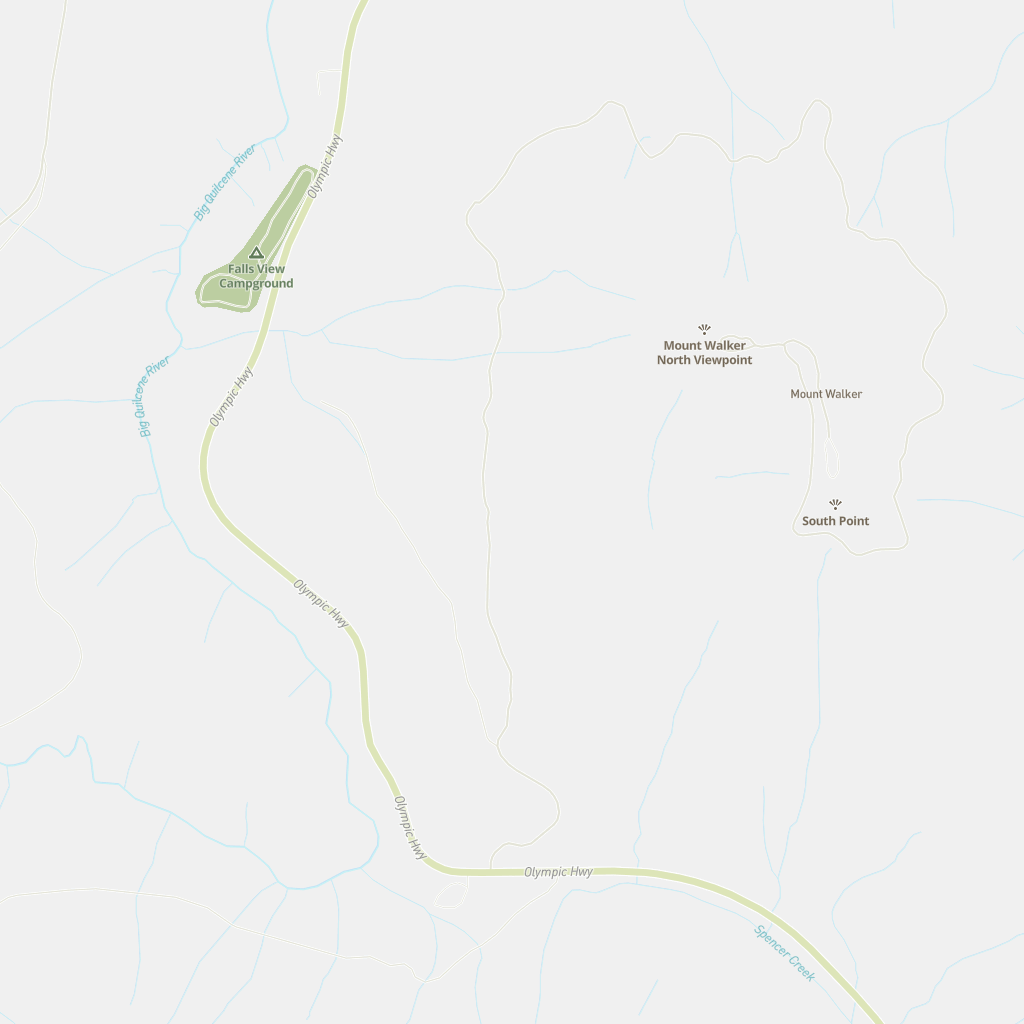 Olympic Hwy
Big Quilcene River
Falls View
Campground
Mount Walker
North Viewpoint
Big Quilcene River
Olympic Hwy
Mount Walker
South Point
Olympic Hwy
Olympic Hwy
Olympic Hwy
Spencer Creek